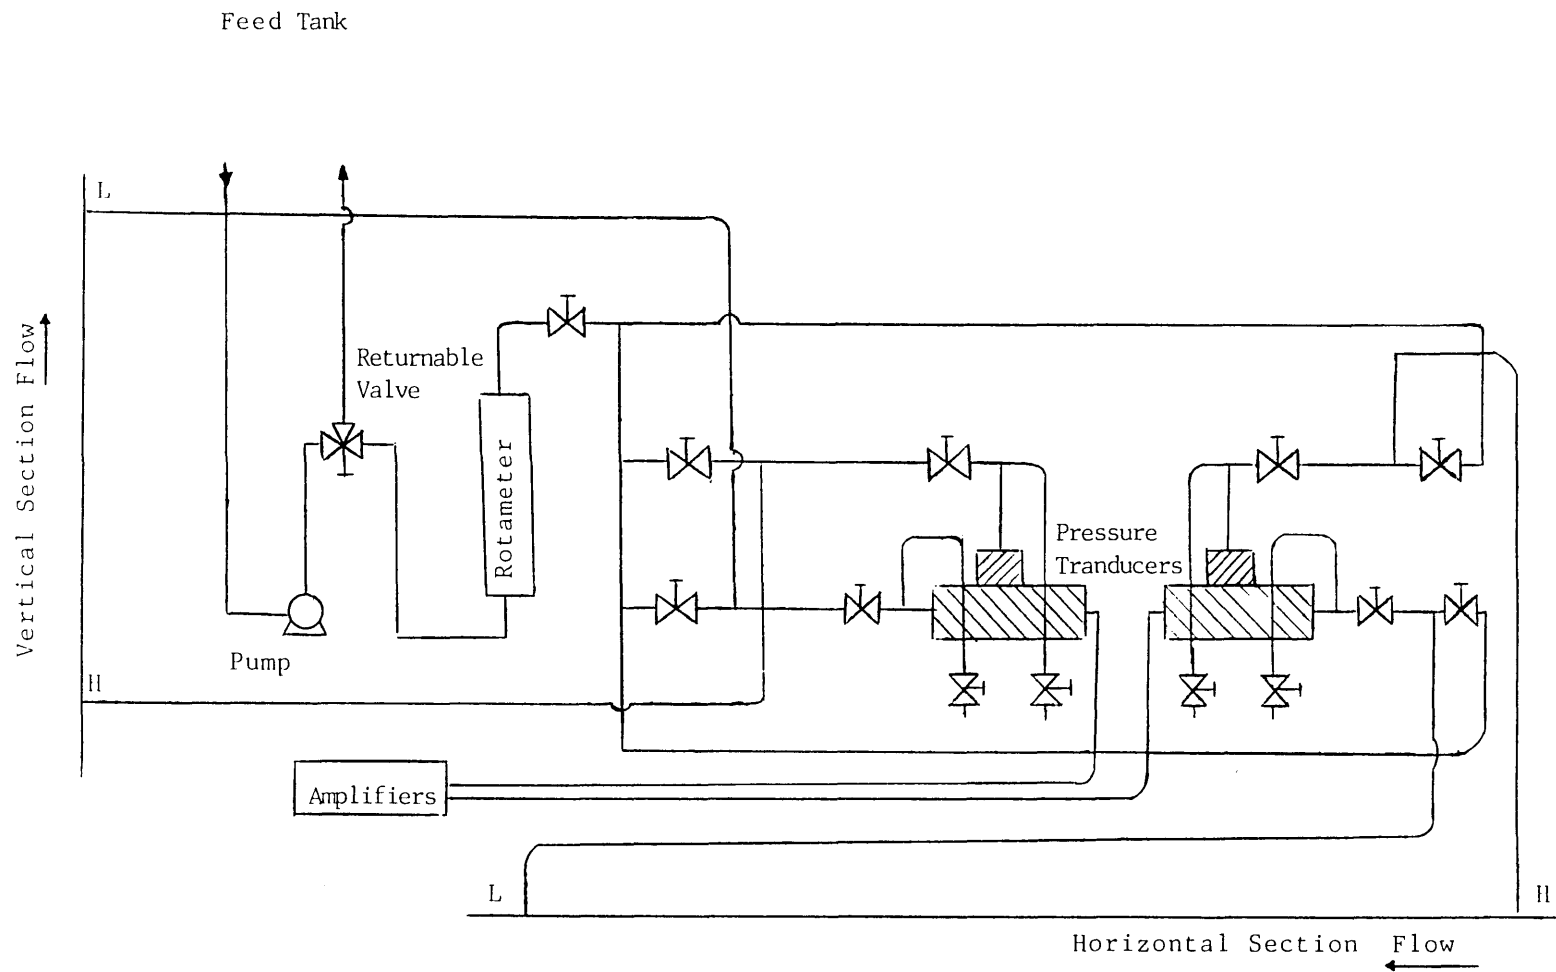 Feed Tank
L
Vertical Section Flow
Returnable
Valve
Rotameter
Pressure
Tranducers
Pump
H
Amplifiers
L
H
Horizontal Section Flow